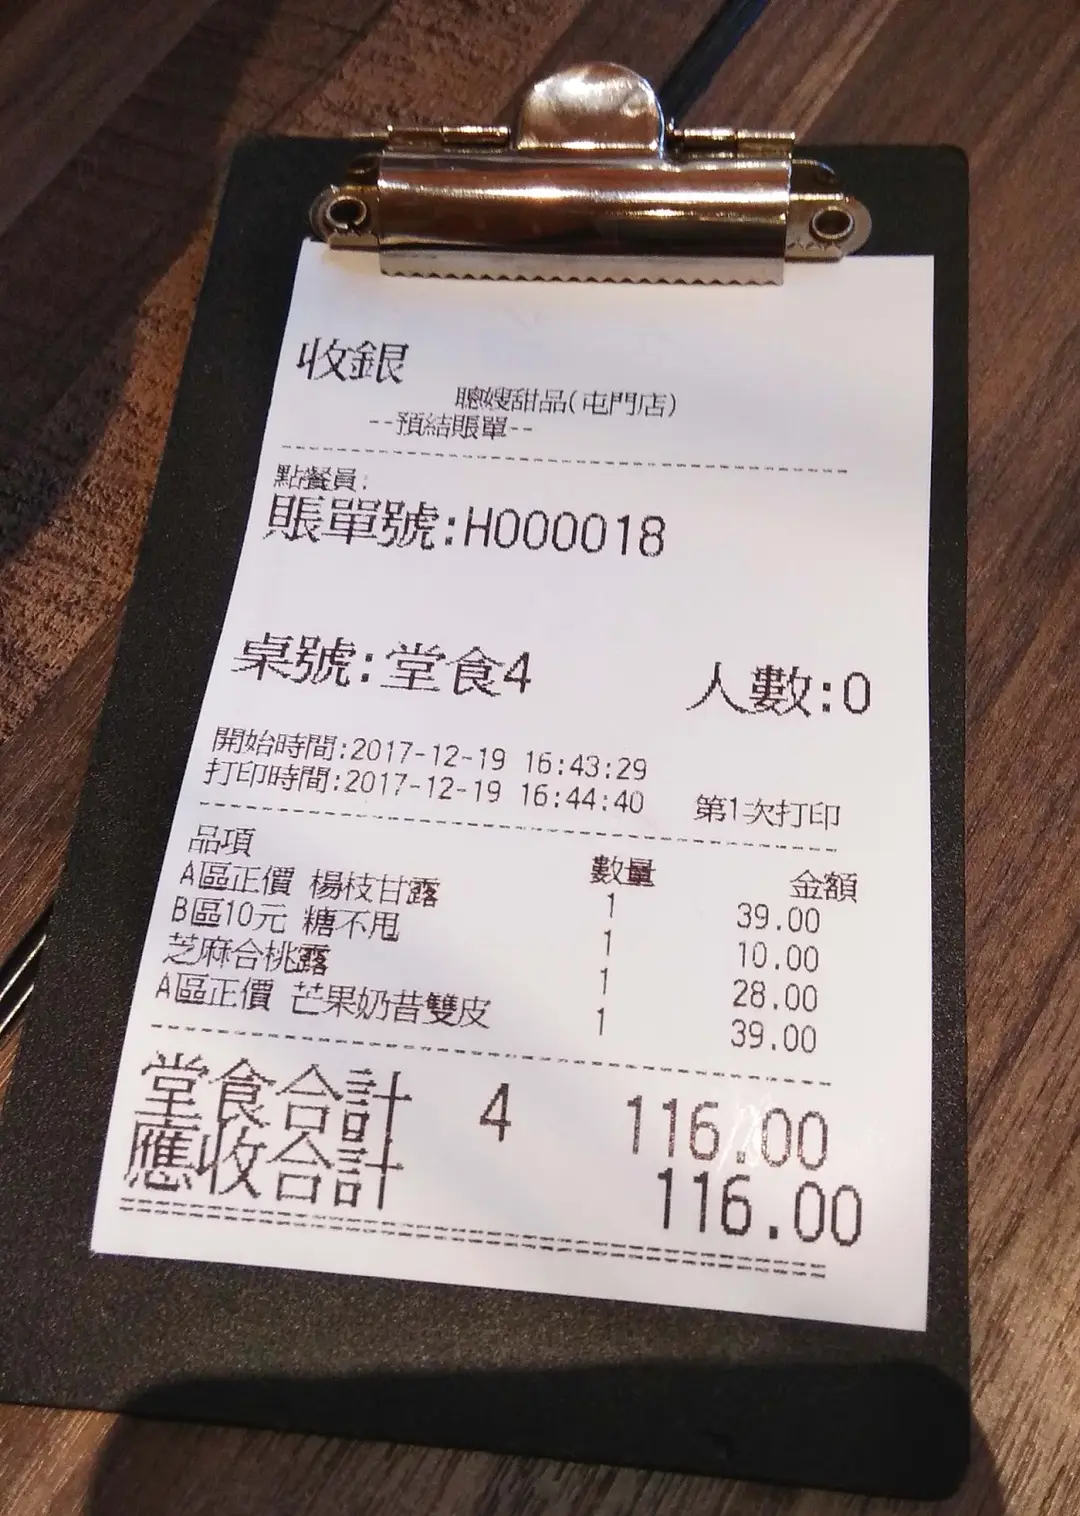 收銀
聰嫂甜品(屯門店)
--預結賬單--
點餐員:
賬單號:H000018
桌號:堂食4 人數:0
開始時間:2017-12-19 16:43:29
打印時間:2017-12-19 16:44:40 第1次打印
品項 數量 金額
A區正價 楊枝甘露 1 39.00
B區10元 糖不甩 1 10.00
芝麻合桃露 1 28.00
A區正價 芒果奶昔雙皮 1 39.00
堂食合計 4 116.00
應收合計 116.00